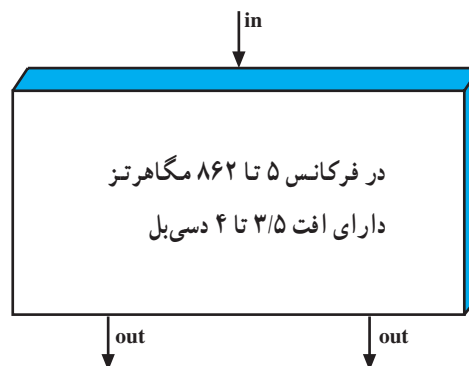 in
در فرکانس ۵ تا ۸۶۲ مگاهرتز
دارای افت ۳/۵ تا ۴ دسی‌بل
out
out